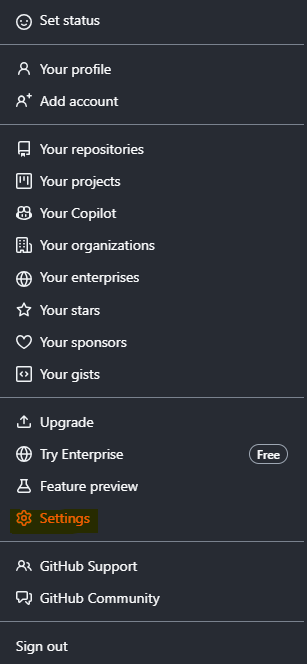 Set status
Your profile
Add account
Your repositories
Your projects
Your Copilot
Your organizations
Your enterprises
Your stars
Your sponsors
Your gists
Upgrade
Try Enterprise Free
Feature preview
Settings
GitHub Support
GitHub Community
Sign out